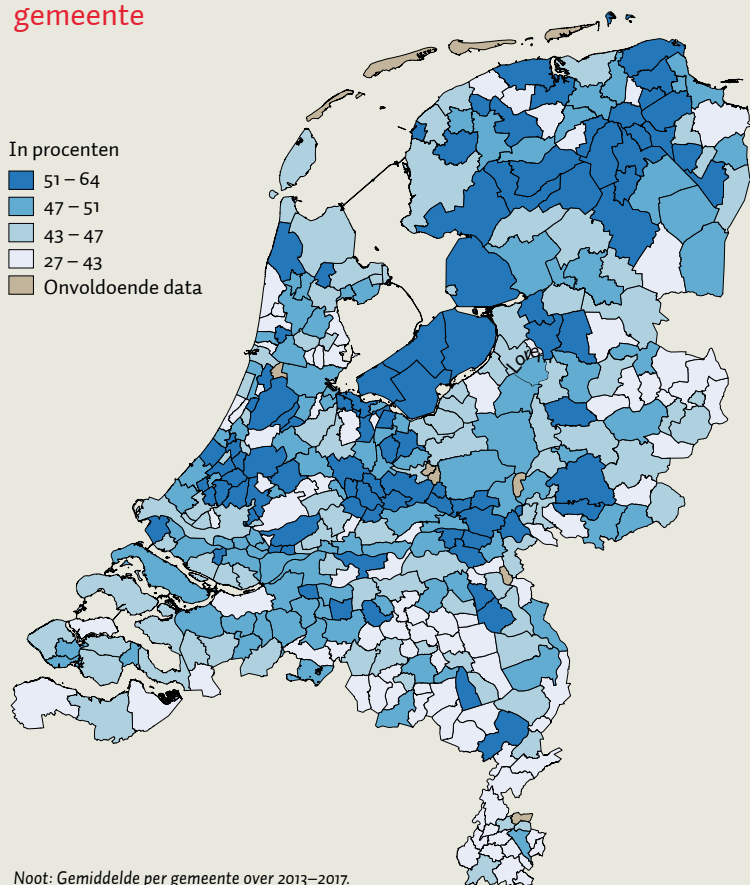 gemeente
In procenten
51 – 64
47 – 51
43 – 47
27 – 43
Onvoldoende data
Lore
Noot: Gemiddelde per gemeente over 2013–2017.